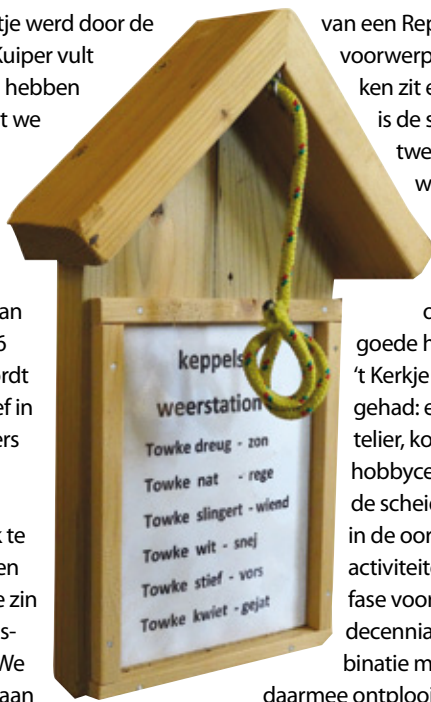 tje werd door de
Kuiper vult
hebben
t we
an
6
rdt
ef in
ers
k te
en
e zin
s-
We
aan
keppels
weerstation
Towke dreug - zon
Towke nat - rege
Towke slingert - wiend
Towke wit - snej
Towke stief - vors
Towke kwiet - gejat
van een Rep
voorwerp
ken zit e
is de s
twe
w
goede h
't Kerkje
gehad: e
telier, ko
hobbyce
de scheid
in de oor
activiteite
fase voor
decennia
binatie m
daarmee ontplooi